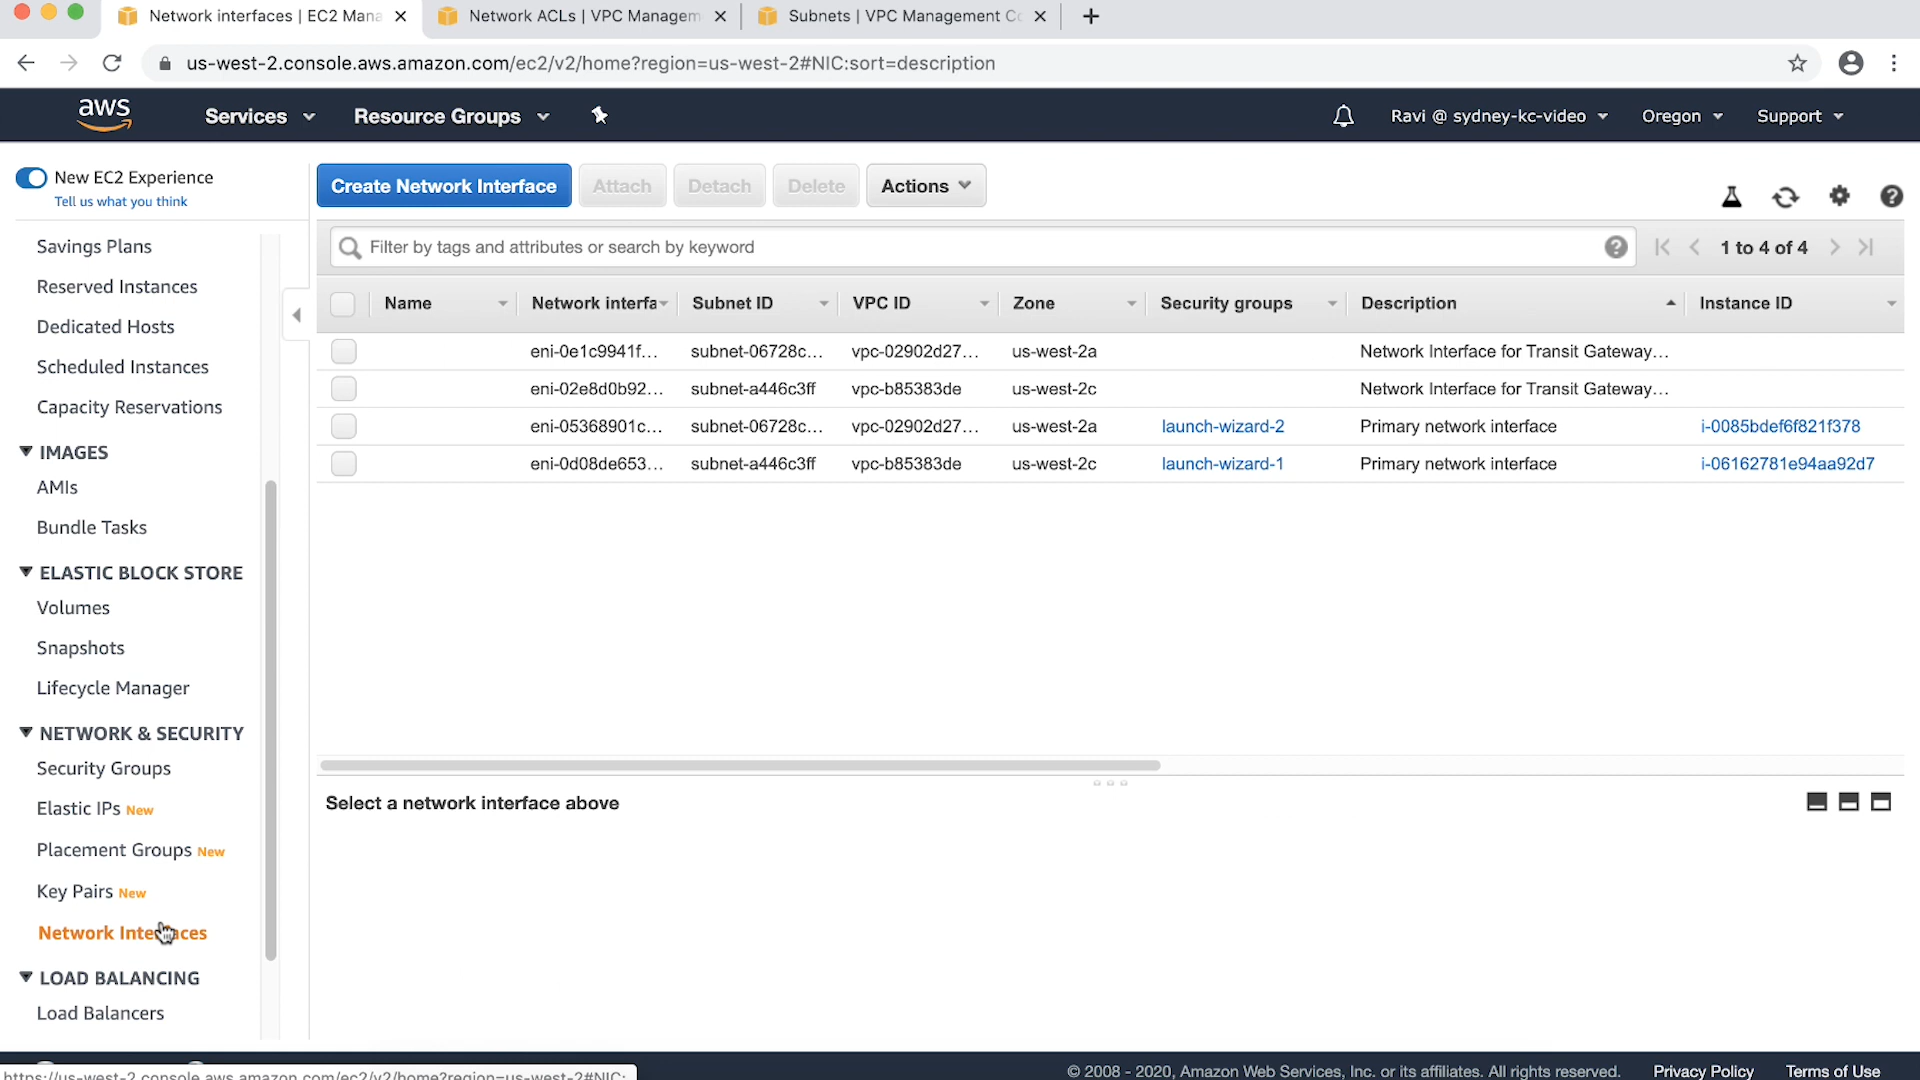 Network interfaces | EC2 Mana
Network ACLs | VPC Managem
Subnets | VPC Management Co
us-west-2.console.aws.amazon.com/ec2/v2/home?region=us-west-2#NIC:sort=description
aws
Services
Resource Groups
Ravi @ sydney-kc-video
Oregon
Support
New EC2 Experience
Tell us what you think
Savings Plans
Reserved Instances
Dedicated Hosts
Scheduled Instances
Capacity Reservations
IMAGES
AMIs
Bundle Tasks
ELASTIC BLOCK STORE
Volumes
Snapshots
Lifecycle Manager
NETWORK & SECURITY
Security Groups
Elastic IPs New
Placement Groups New
Key Pairs New
Network Interfaces
LOAD BALANCING
Load Balancers
Create Network Interface Attach Detach Delete Actions
Filter by tags and attributes or search by keyword
1 to 4 of 4
Name Network interfa Subnet ID VPC ID Zone Security groups Description Instance ID
eni-0e1c9941f... subnet-06728c... vpc-02902d27... us-west-2a Network Interface for Transit Gateway...
eni-02e8d0b92... subnet-a446c3ff vpc-b85383de us-west-2c Network Interface for Transit Gateway...
eni-05368901c... subnet-06728c... vpc-02902d27... us-west-2a launch-wizard-2 Primary network interface i-0085bdef6f821f378
eni-0d08de653... subnet-a446c3ff vpc-b85383de us-west-2c launch-wizard-1 Primary network interface i-06162781e94aa92d7
Select a network interface above
https://us-west-2.console.aws.amazon.com/ec2/v2/home?region=us-west-2#NIC:
© 2008 - 2020, Amazon Web Services, Inc. or its affiliates. All rights reserved. Privacy Policy Terms of Use